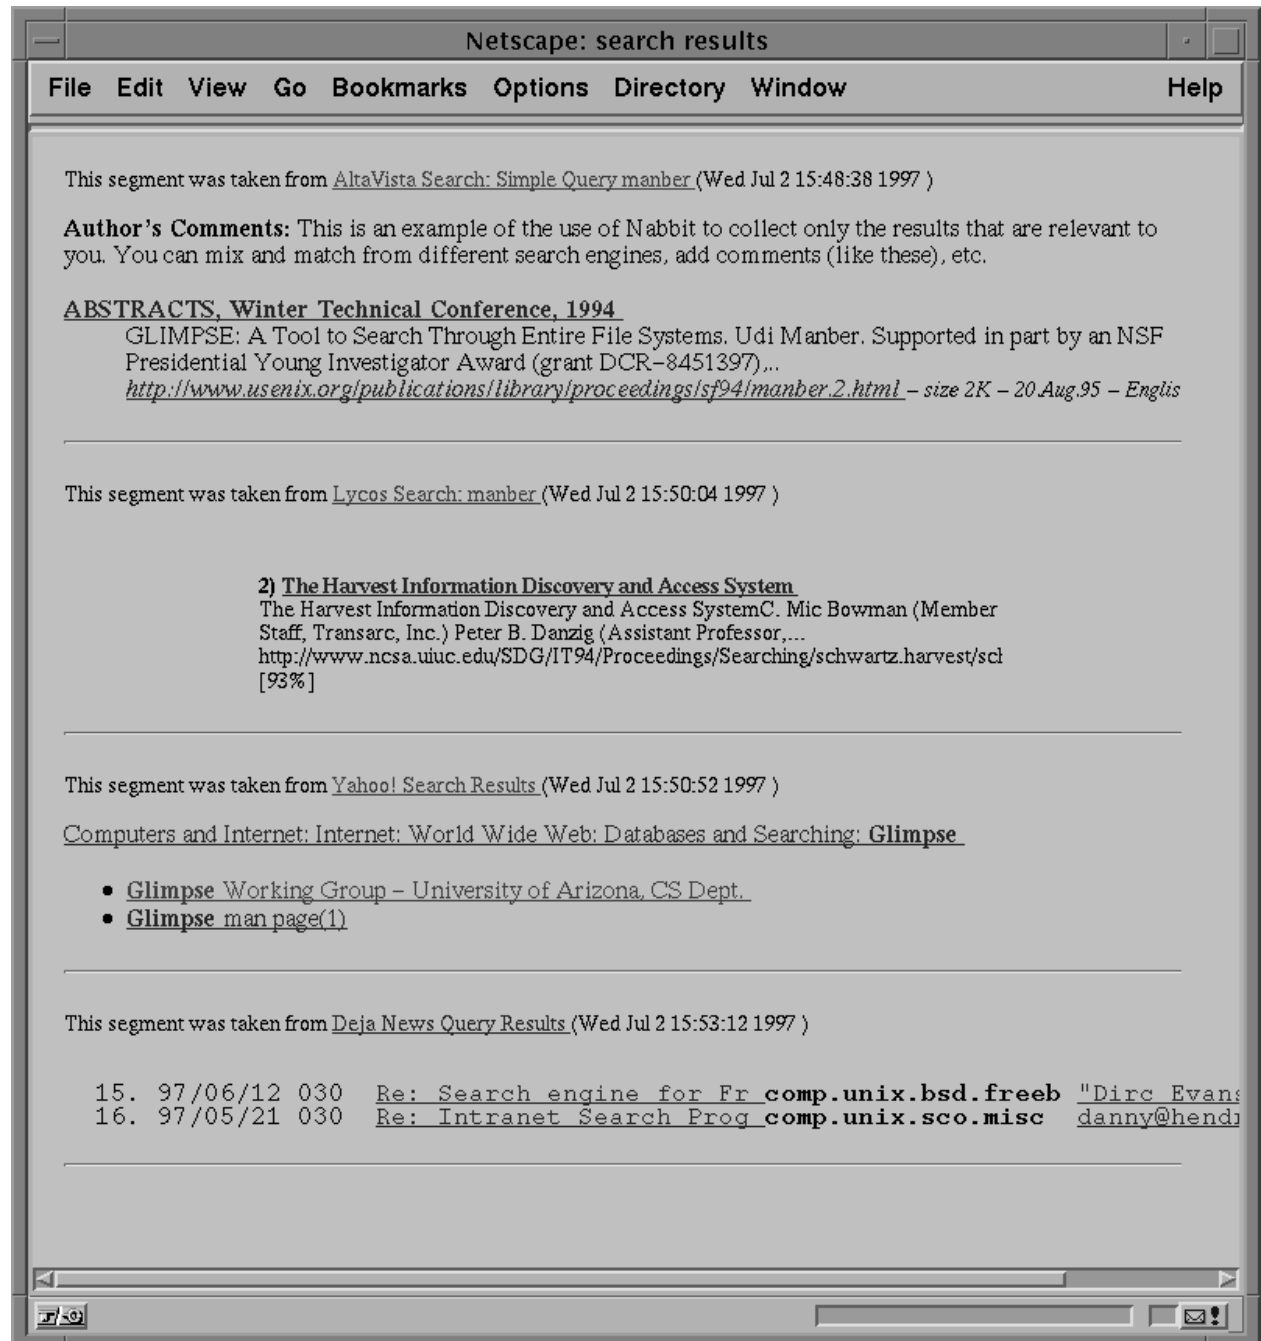 Netscape: search results
File Edit View Go Bookmarks Options Directory Window Help
This segment was taken from AltaVista Search: Simple Query manber (Wed Jul 2 15:48:38 1997 )
Author's Comments: This is an example of the use of Nabbit to collect only the results that are relevant to
you. You can mix and match from different search engines, add comments (like these), etc.
ABSTRACTS, Winter Technical Conference, 1994
GLIMPSE: A Tool to Search Through Entire File Systems. Udi Manber. Supported in part by an NSF
Presidential Young Investigator Award (grant DCR-8451397),..
http://www.usenix.org/publications/library/proceedings/sf94/manber.2.html - size 2K - 20.Aug.95 - Englis
This segment was taken from Lycos Search: manber (Wed Jul 2 15:50:04 1997 )
2) The Harvest Information Discovery and Access System
The Harvest Information Discovery and Access SystemC. Mic Bowman (Member
Staff, Transarc, Inc.) Peter B. Danzig (Assistant Professor,...
http://www.ncsa.uiuc.edu/SDG/IT94/Proceedings/Searching/schwartz.harvest/scl
[93%]
This segment was taken from Yahoo! Search Results (Wed Jul 2 15:50:52 1997 )
Computers and Internet: Internet: World Wide Web: Databases and Searching: Glimpse
• Glimpse Working Group - University of Arizona, CS Dept.
• Glimpse man page(1)
This segment was taken from Deja News Query Results (Wed Jul 2 15:53:12 1997 )
15. 97/06/12 030 Re: Search engine for Fr comp.unix.bsd.freeb "Dirc Evans
16. 97/05/21 030 Re: Intranet Search Prog comp.unix.sco.misc danny@hend